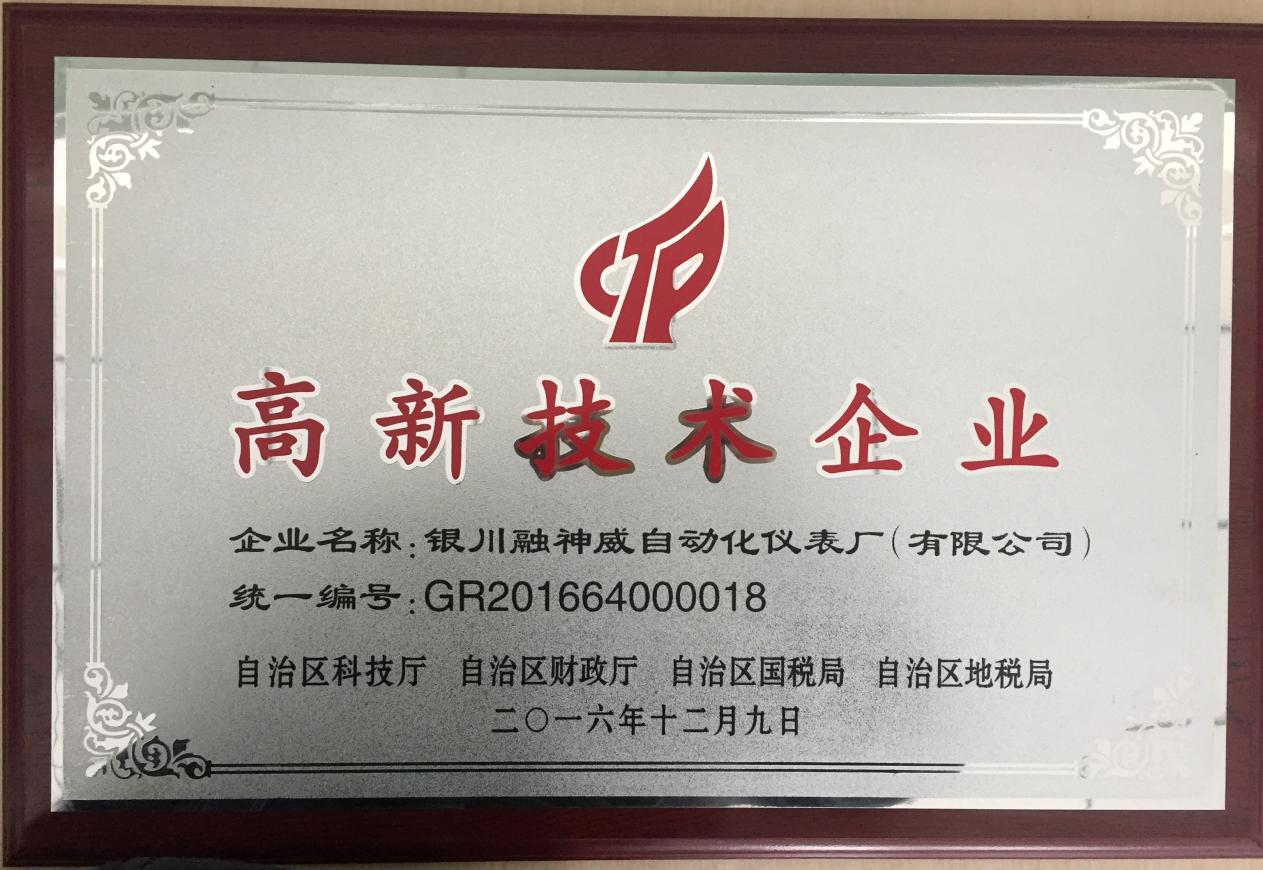 高新技术企业
企业名称:银川融神威自动化仪表厂(有限公司)
统一编号:GR201664000018
自治区科技厅 自治区财政厅 自治区国税局 自治区地税局
二〇一六年十二月九日